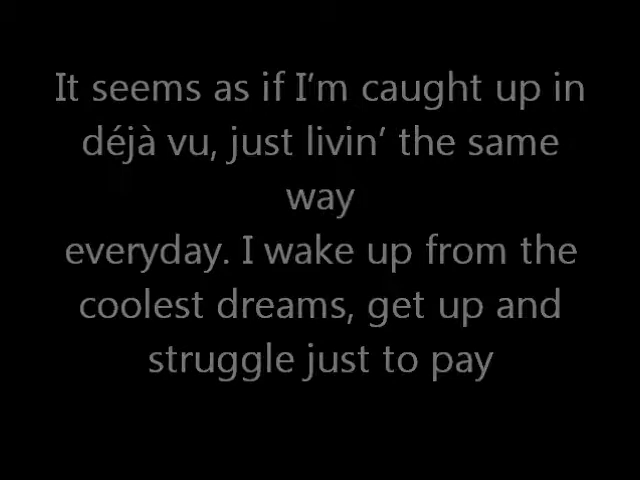 It seems as if I’m caught up in
déjà vu, just livin’ the same
way
everyday. I wake up from the
coolest dreams, get up and
struggle just to pay